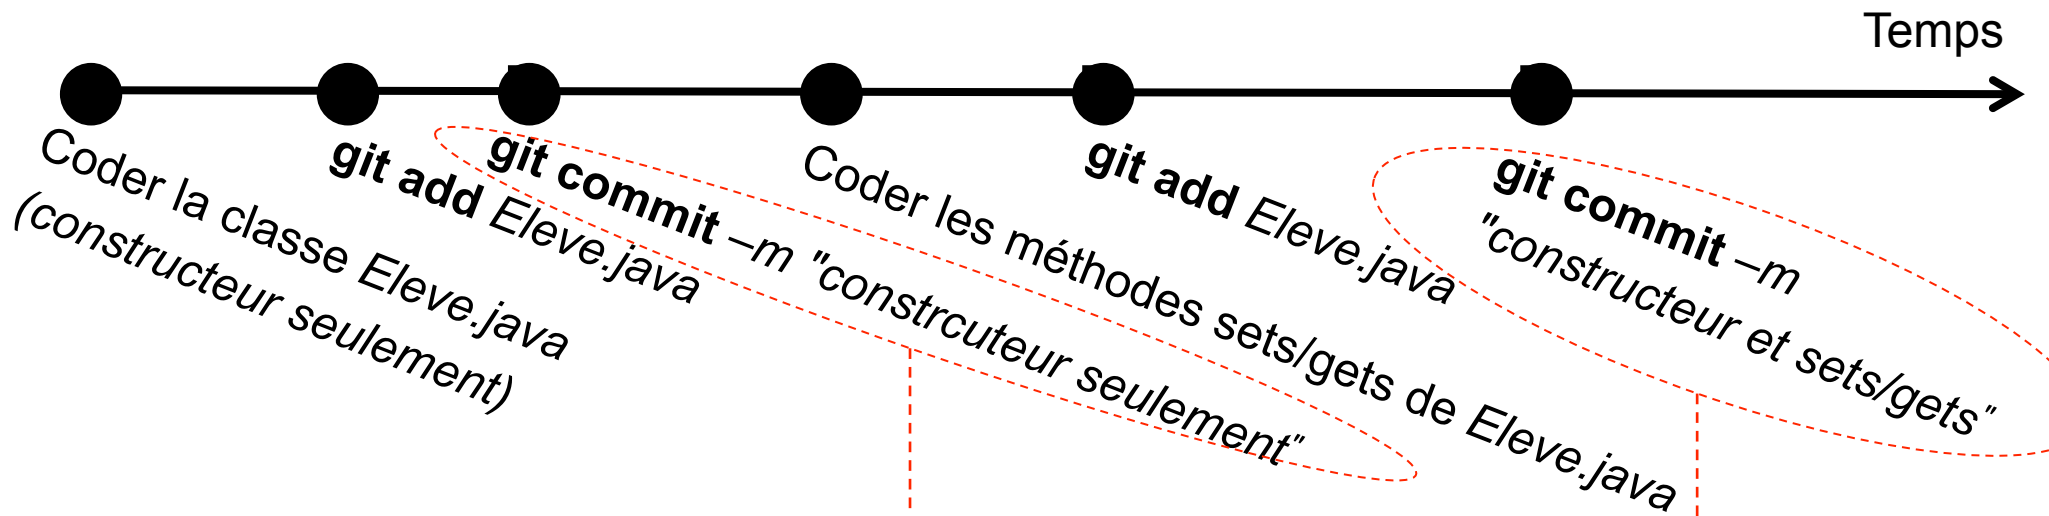 Temps
Coder la classe Eleve.java
(constructeur seulement)
git add Eleve.java
git commit –m "constrcuteur seulement"
Coder les méthodes sets/gets de Eleve.java
git add Eleve.java
git commit –m
"constructeur et sets/gets"